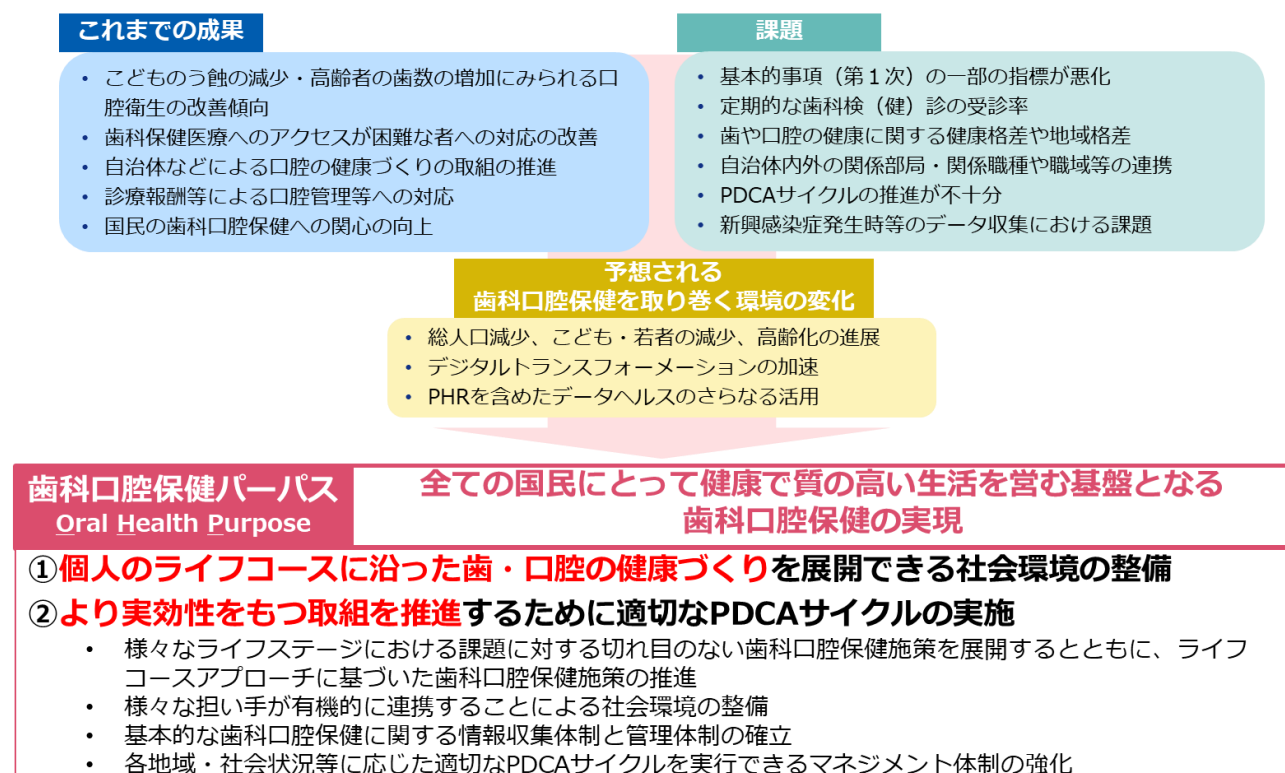 これまでの成果
• こどものう蝕の減少・高齢者の歯数の増加にみられる口
腔衛生の改善傾向
• 歯科保健医療へのアクセスが困難な者への対応の改善
• 自治体などによる口腔の健康づくりの取組の推進
• 診療報酬等による口腔管理等への対応
• 国民の歯科口腔保健への関心の向上
課題
• 基本的事項（第１次）の一部の指標が悪化
• 定期的な歯科検（健）診の受診率
• 歯や口腔の健康に関する健康格差や地域格差
• 自治体内外の関係部局・関係職種や職域等の連携
• PDCAサイクルの推進が不十分
• 新興感染症発生時等のデータ収集における課題
予想される
歯科口腔保健を取り巻く環境の変化
• 総人口減少、こども・若者の減少、高齢化の進展
• デジタルトランスフォーメーションの加速
• PHRを含めたデータヘルスのさらなる活用
歯科口腔保健パーパス
Oral Health Purpose
全ての国民にとって健康で質の高い生活を営む基盤となる
歯科口腔保健の実現
①個人のライフコースに沿った歯・口腔の健康づくりを展開できる社会環境の整備
②より実効性をもつ取組を推進するために適切なPDCAサイクルの実施
• 様々なライフステージにおける課題に対する切れ目のない歯科口腔保健施策を展開するとともに、ライフ
コースアプローチに基づいた歯科口腔保健施策の推進
• 様々な担い手が有機的に連携することによる社会環境の整備
• 基本的な歯科口腔保健に関する情報収集体制と管理体制の確立
• 各地域・社会状況等に応じた適切なPDCAサイクルを実行できるマネジメント体制の強化